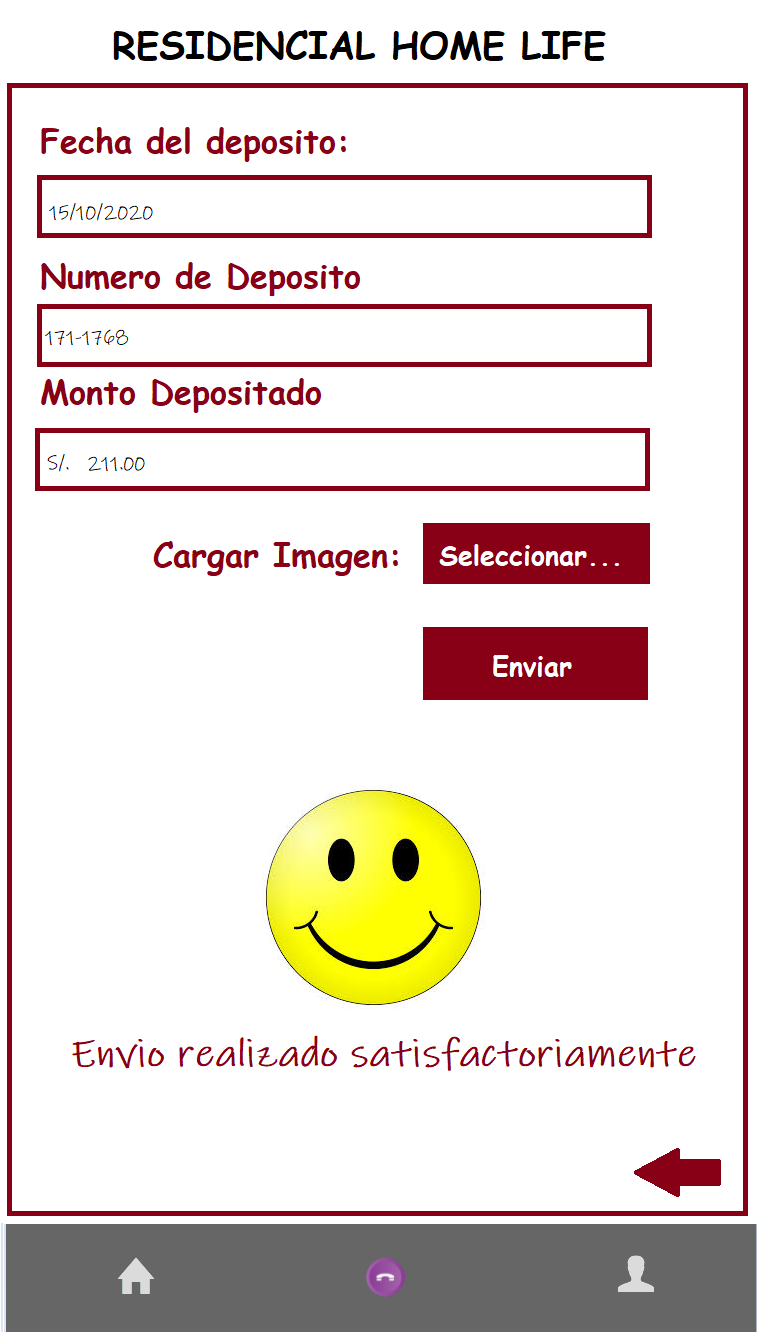 RESIDENCIAL HOME LIFE
Fecha del deposito:
15/10/2020
Numero de Deposito
171-1768
Monto Depositado
S/. 211.00
Cargar Imagen: Seleccionar...
Enviar
Envio realizado satisfactoriamente